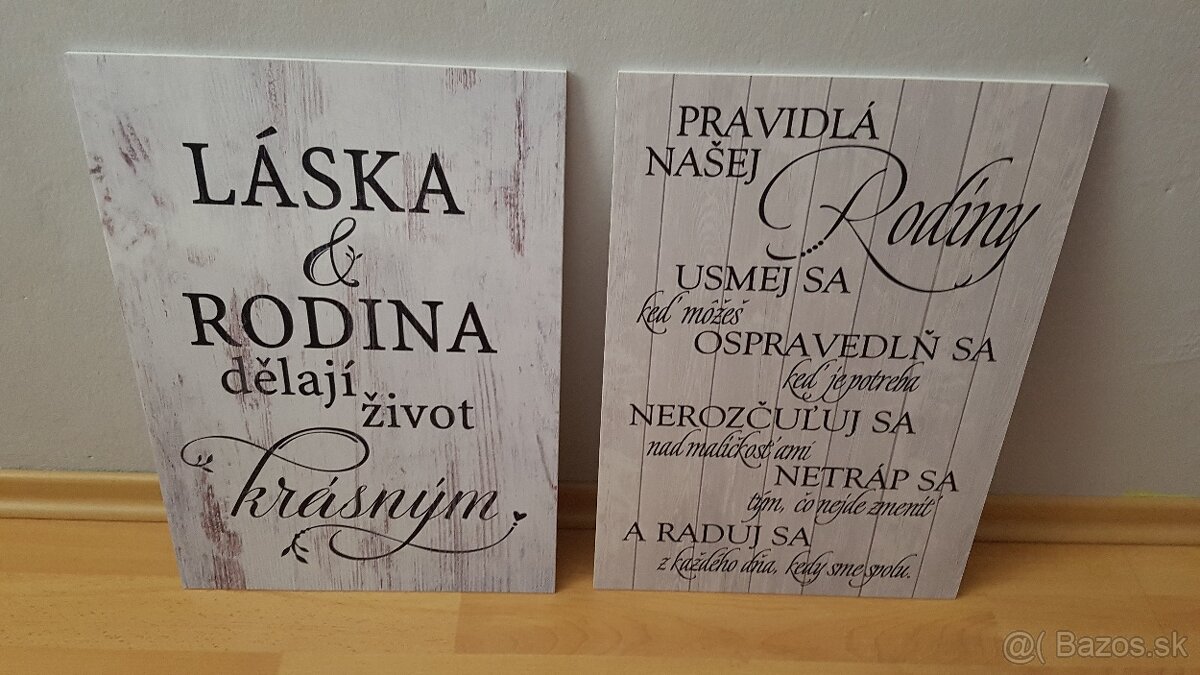 LÁSKA
&
RODINA
dělají
život
krásným
PRAVIDLÁ
NAŠEJ
Rodiny
USMEJ SA
keď môžeš
OSPRAVEDLŇ SA
keď je potreba
NEROZČUĽUJ SA
nad maličkosťami
NETRÁP SA
tým, čo nejde zmeniť
A RADUJ SA
z každého dňa, kedy sme spolu.
@( Bazos.sk